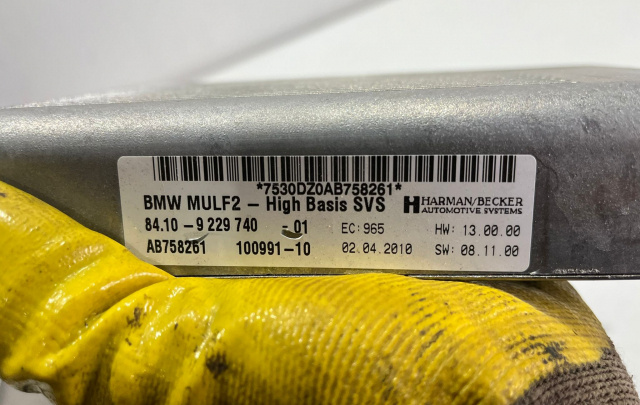 *7530DZ0AB758261*
BMW MULF2 – High Basis SVS
HARMAN/BECKER
AUTOMOTIVE SYSTEMS
84.10 - 9 229 740 - 01 EC: 965 HW: 13.00.00
AB758261 100991-10 02.04.2010 SW: 08.11.00